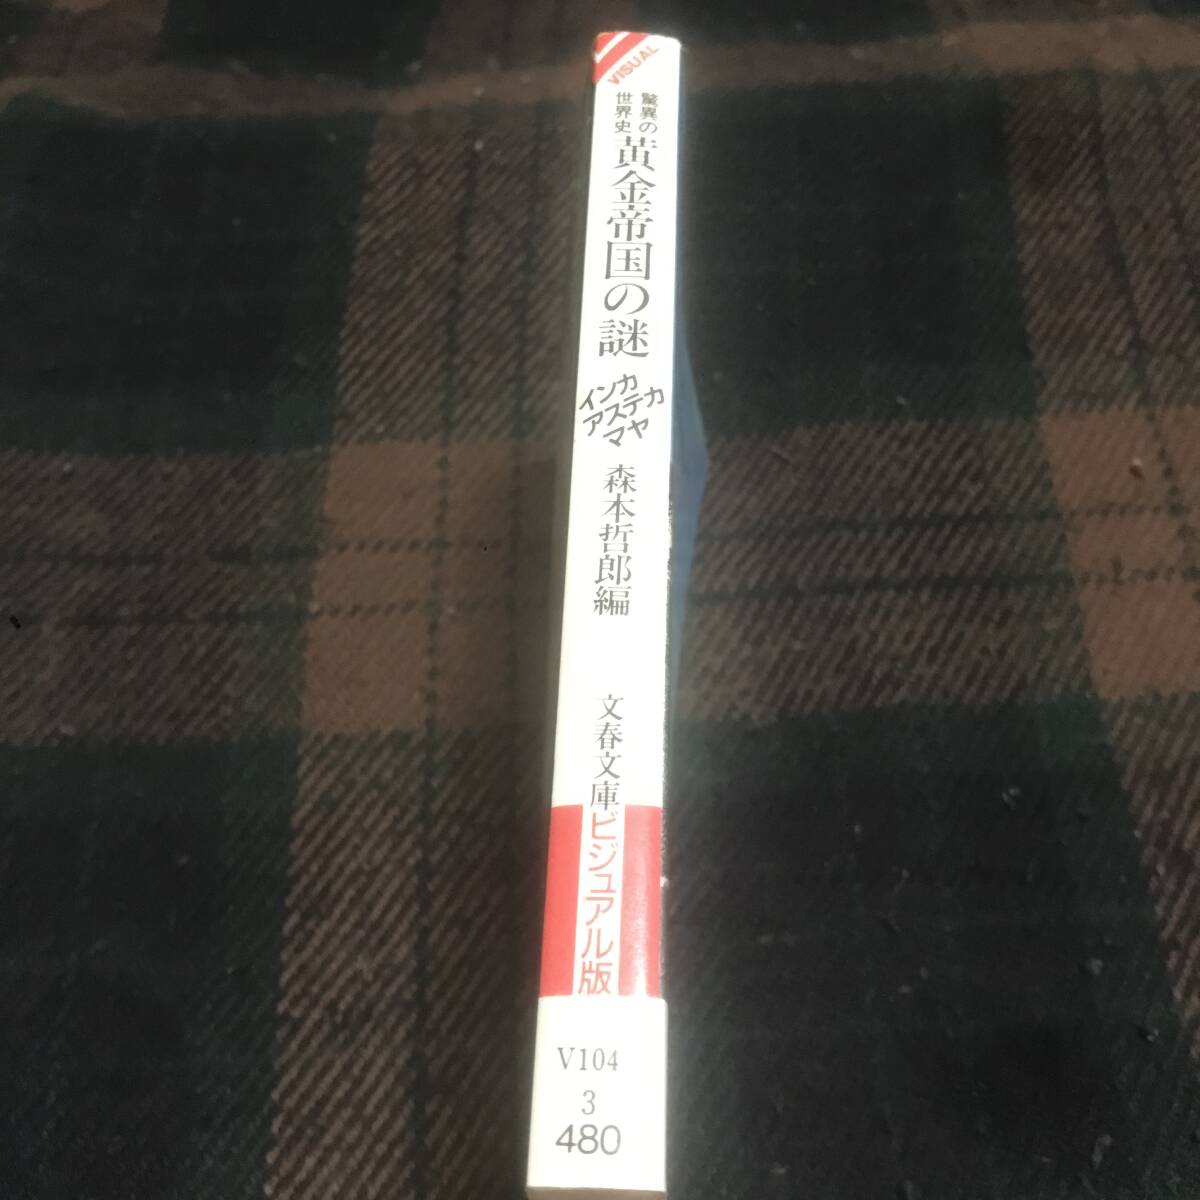 VISUAL
驚異の
世界史
黄金帝国の謎
インカ
アステカ
マヤ
森本哲郎編
文春文庫ビジュアル版
V104
3
480